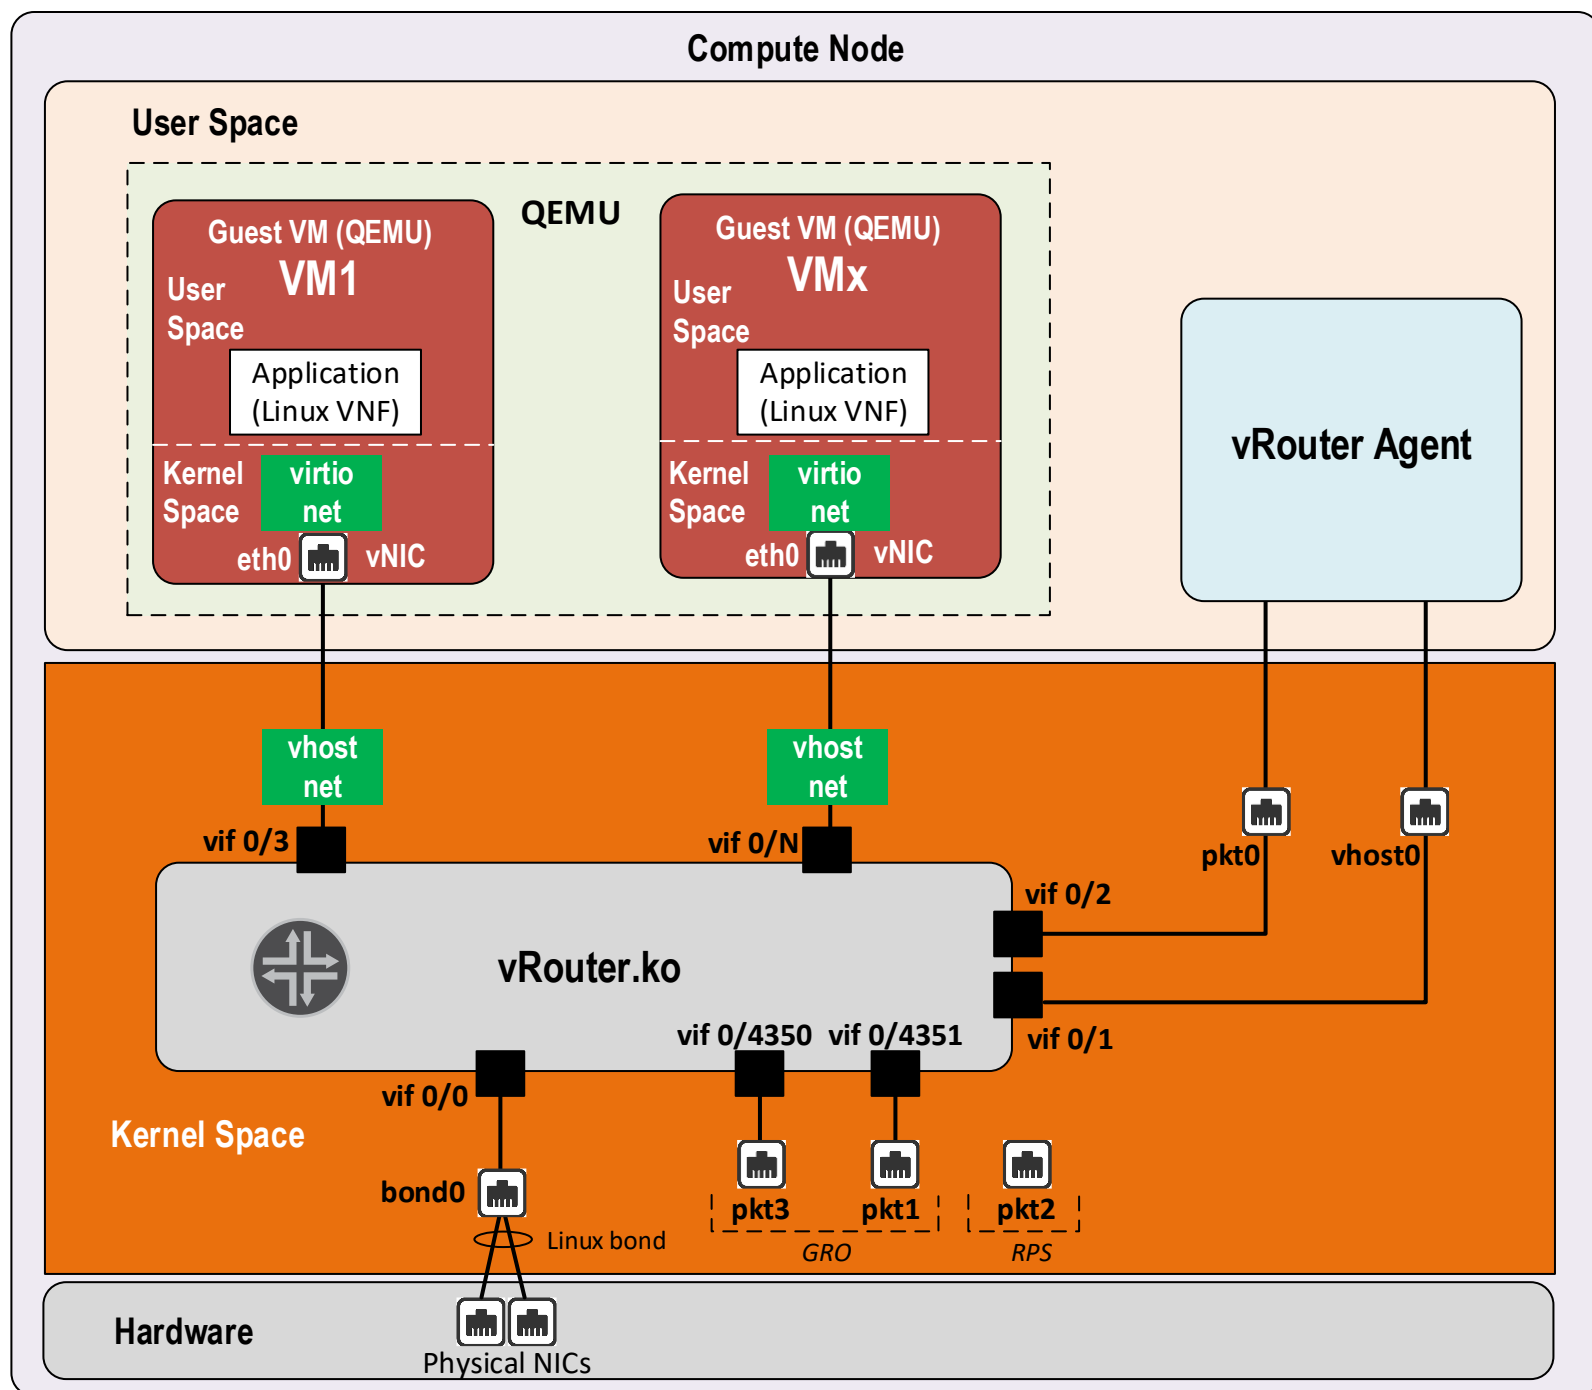 Compute Node
User Space
QEMU
Guest VM (QEMU)
VM1
User
Space
Application
(Linux VNF)
Kernel
Space
virtio
net
eth0
vNIC
Guest VM (QEMU)
VMx
User
Space
Application
(Linux VNF)
Kernel
Space
virtio
net
eth0
vNIC
vRouter Agent
vhost
net
vhost
net
vif 0/3
vif 0/N
pkt0
vhost0
vif 0/2
vRouter.ko
vif 0/4350
vif 0/4351
vif 0/1
vif 0/0
Kernel Space
bond0
pkt3
pkt1
pkt2
Linux bond
GRO
RPS
Hardware
Physical NICs